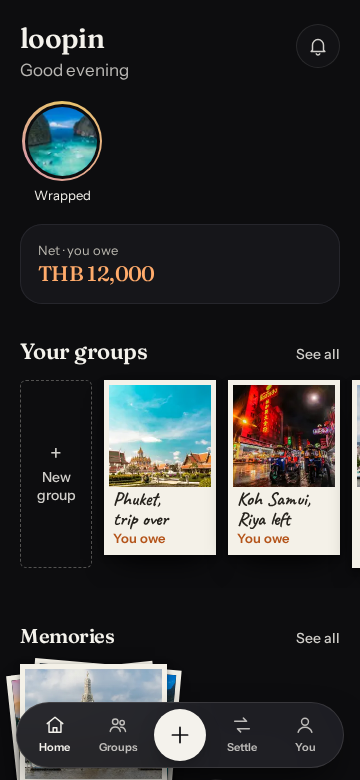 loopin
Good evening
Wrapped
Net · you owe
THB 12,000
Your groups
See all
+
New
group
Phuket,
trip over
You owe
Koh Samui,
Riya left
You owe
Memories
See all
Home
Groups
+
Settle
You